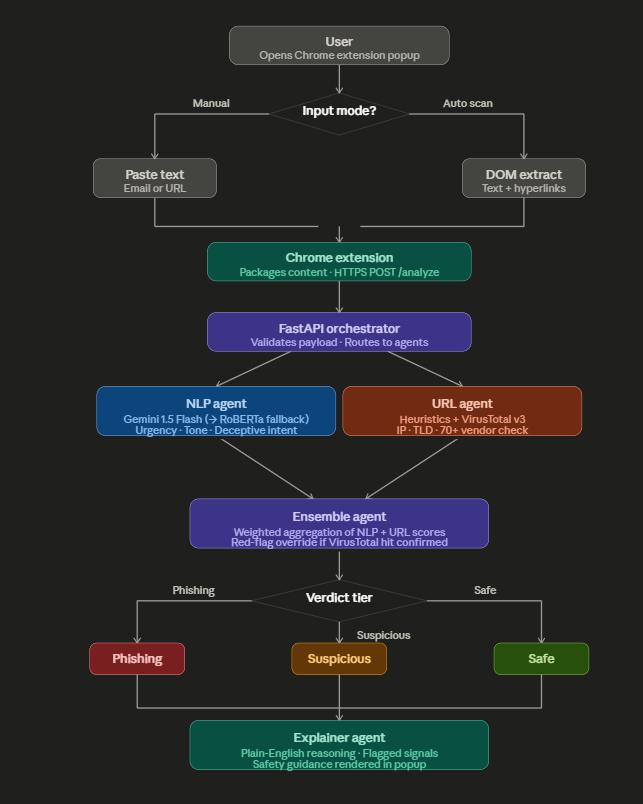 User
Opens Chrome extension popup
Input mode?
Manual
Auto scan
Paste text
Email or URL
DOM extract
Text + hyperlinks
Chrome extension
Packages content · HTTPS POST /analyze
FastAPI orchestrator
Validates payload · Routes to agents
NLP agent
Gemini 1.5 Flash (→ RoBERTa fallback)
Urgency · Tone · Deceptive intent
URL agent
Heuristics + VirusTotal v3
IP · TLD · 70+ vendor check
Ensemble agent
Weighted aggregation of NLP + URL scores
Red-flag override if VirusTotal hit confirmed
Verdict tier
Phishing
Safe
Suspicious
Phishing
Suspicious
Safe
Explainer agent
Plain-English reasoning · Flagged signals
Safety guidance rendered in popup